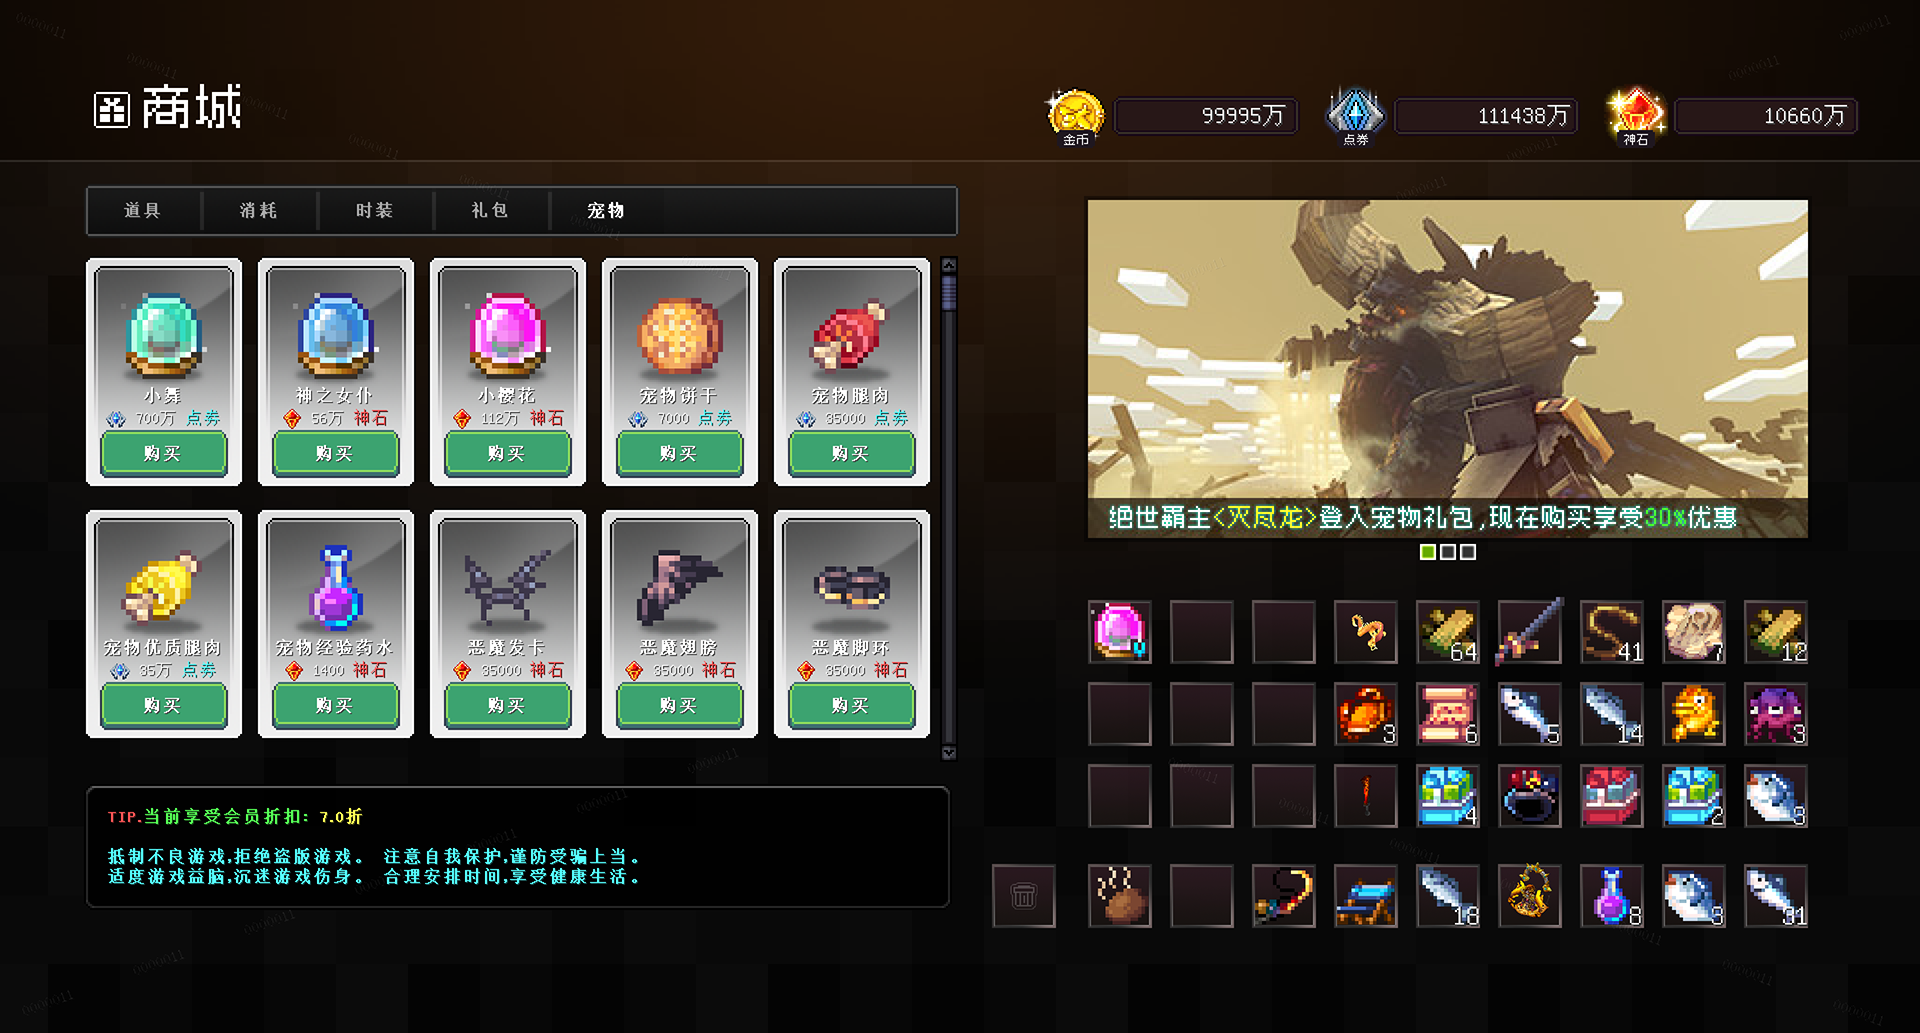 商城
99995万
111438万
10660万
金币
点券
神石
道具
消耗
时装
礼包
宠物
小舞
神之女仆
小樱花
宠物饼干
宠物腿肉
700万 点券
56万 神石
112万 神石
7000 点券
35000 点券
购买
购买
购买
购买
购买
绝世霸主<灭尽龙>登入宠物礼包,现在购买享受30%优惠
宠物优质腿肉
宠物经验药水
恶魔发卡
恶魔翅膀
恶魔脚环
35万 点券
1400 神石
35000 神石
35000 神石
35000 神石
购买
购买
购买
购买
购买
64
41
7
12
3
6
5
14
3
4
2
3
16
8
3
31
TIP.当前享受会员折扣: 7.0折
抵制不良游戏,拒绝盗版游戏。 注意自我保护,谨防受骗上当。
适度游戏益脑,沉迷游戏伤身。 合理安排时间,享受健康生活。
0000011